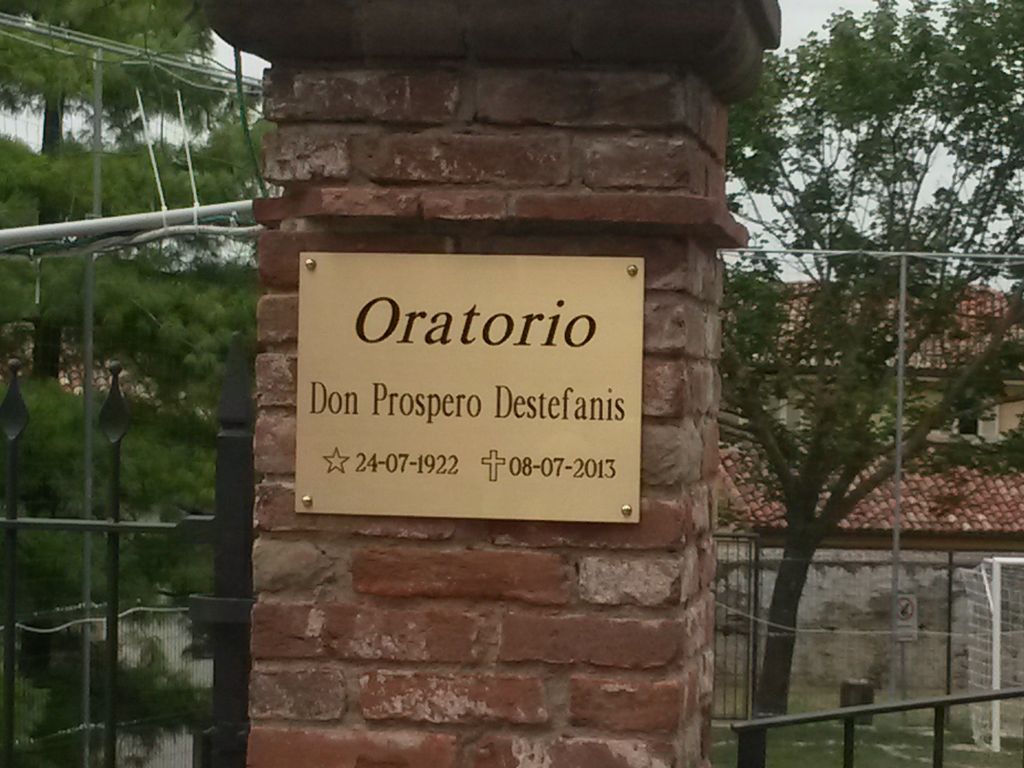 Oratorio
Don Prospero Destefanis
☆ 24-07-1922 ✝ 08-07-2013